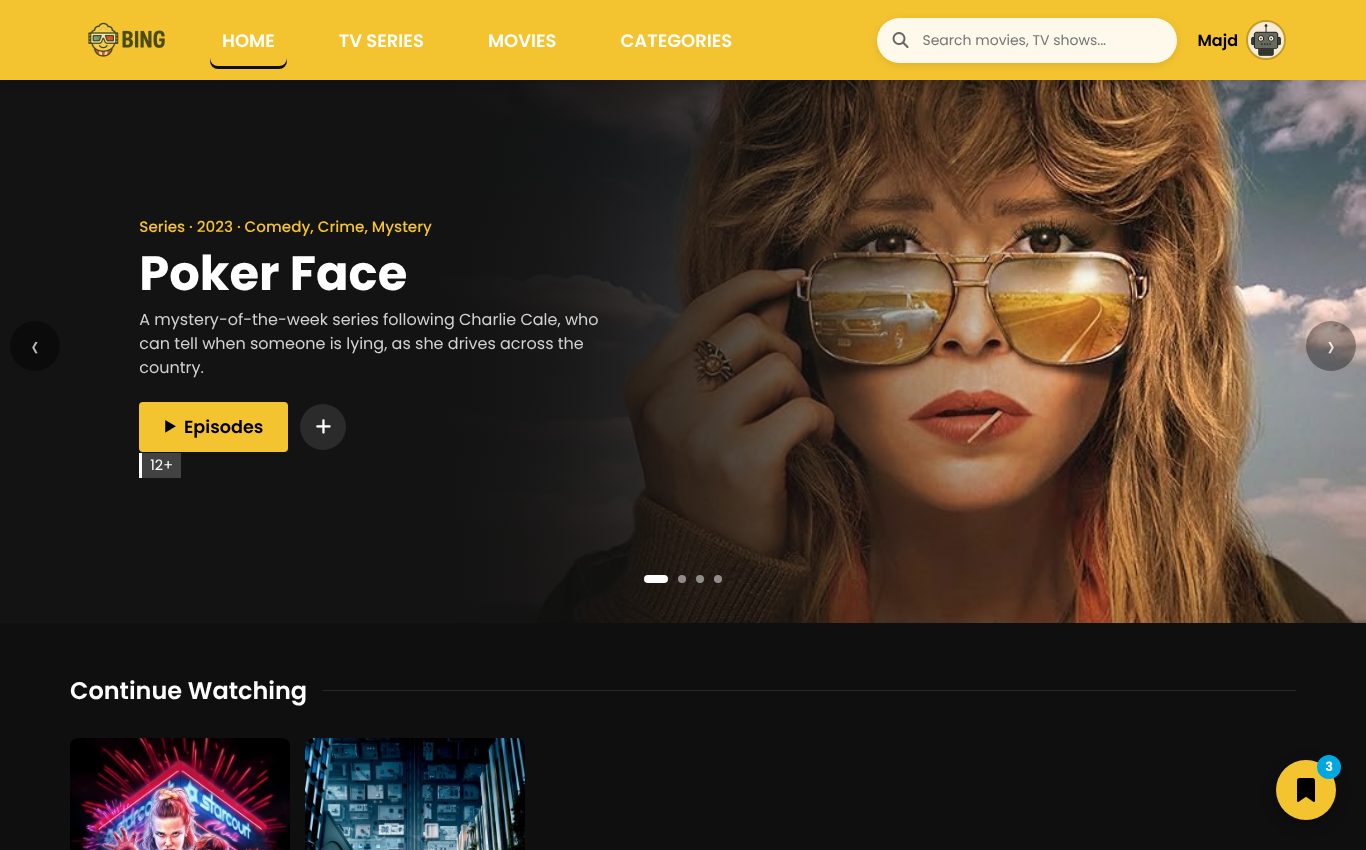 BING
HOME
TV SERIES
MOVIES
CATEGORIES
Search movies, TV shows...
Majd
Series · 2023 · Comedy, Crime, Mystery
Poker Face
A mystery-of-the-week series following Charlie Cale, who
can tell when someone is lying, as she drives across the
country.
‹
›
Episodes
+
12+
Continue Watching
starcourt
3